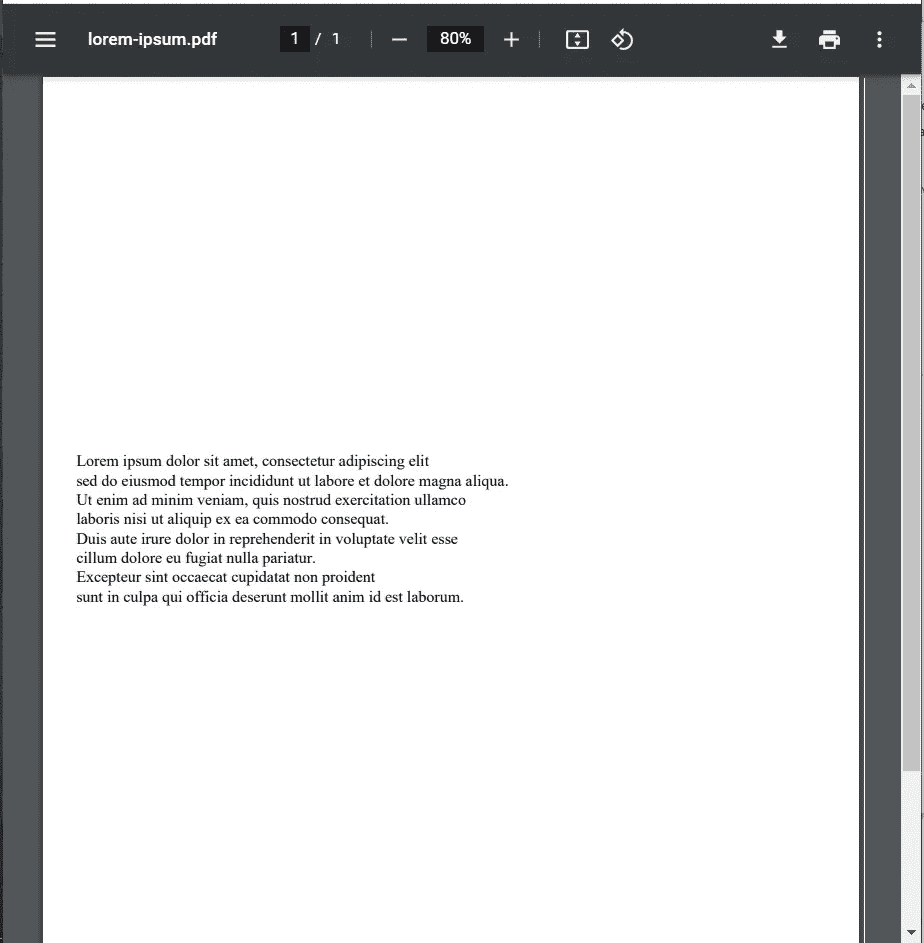 lorem-ipsum.pdf 1 / 1 80%
Lorem ipsum dolor sit amet, consectetur adipiscing elit
sed do eiusmod tempor incididunt ut labore et dolore magna aliqua.
Ut enim ad minim veniam, quis nostrud exercitation ullamco
laboris nisi ut aliquip ex ea commodo consequat.
Duis aute irure dolor in reprehenderit in voluptate velit esse
cillum dolore eu fugiat nulla pariatur.
Excepteur sint occaecat cupidatat non proident
sunt in culpa qui officia deserunt mollit anim id est laborum.